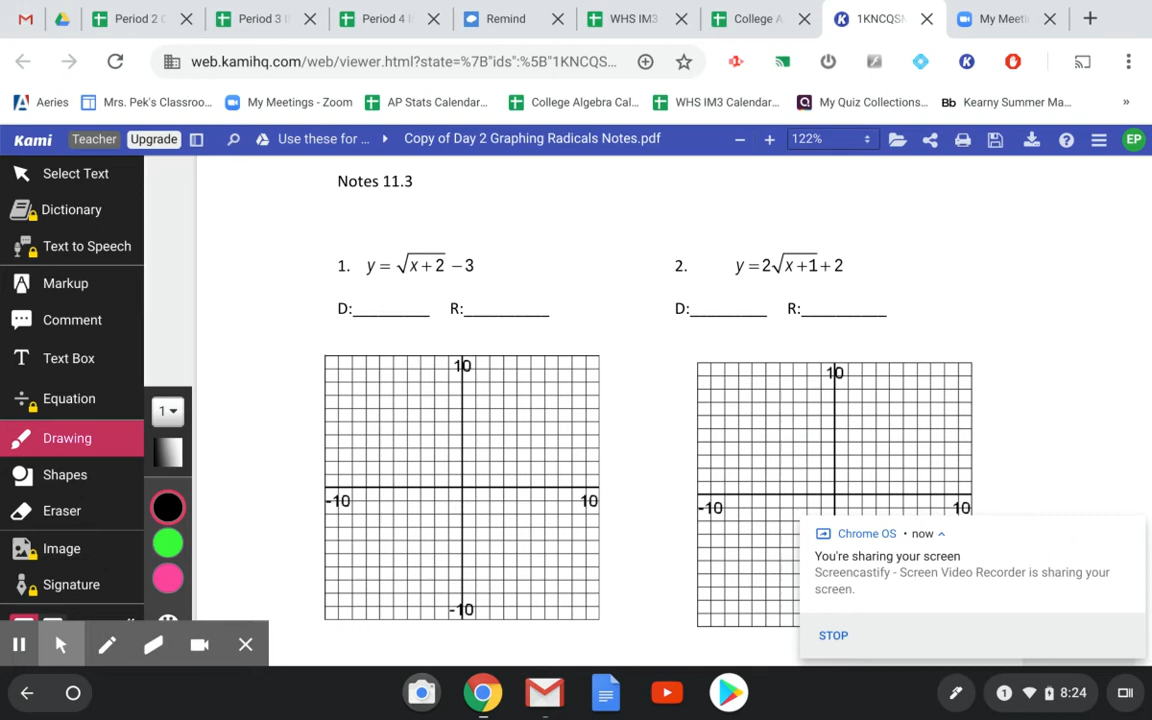 Period 2 C
Period 3 I
Period 4 I
Remind
WHS IM3
College A
1KNCQSN
My Meeti
web.kamihq.com/web/viewer.html?state=%7B"ids":%5B"1KNCQS...
Aeries
Mrs. Pek's Classroo...
My Meetings - Zoom
AP Stats Calendar...
College Algebra Cal...
WHS IM3 Calendar...
My Quiz Collections...
Bb Kearny Summer Ma...
»
Kami
Teacher
Upgrade
Use these for ...
Copy of Day 2 Graphing Radicals Notes.pdf
122%
EP
Select Text
Dictionary
Text to Speech
Markup
Comment
Text Box
Equation
Drawing
Shapes
Eraser
Image
Signature
1
Notes 11.3
1. y = √(x+2) − 3
D:_________ R:__________
10
-10
10
-10
2. y = 2√(x+1) + 2
D:_________ R:__________
10
-10
10
Chrome OS • now
You're sharing your screen
Screencastify - Screen Video Recorder is sharing your
screen.
STOP
1
8:24